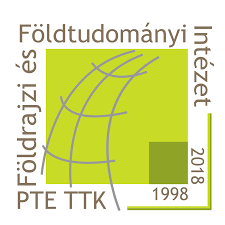 Földrajzi és
Földtudományi
Intézet
PTE TTK
1998
2018